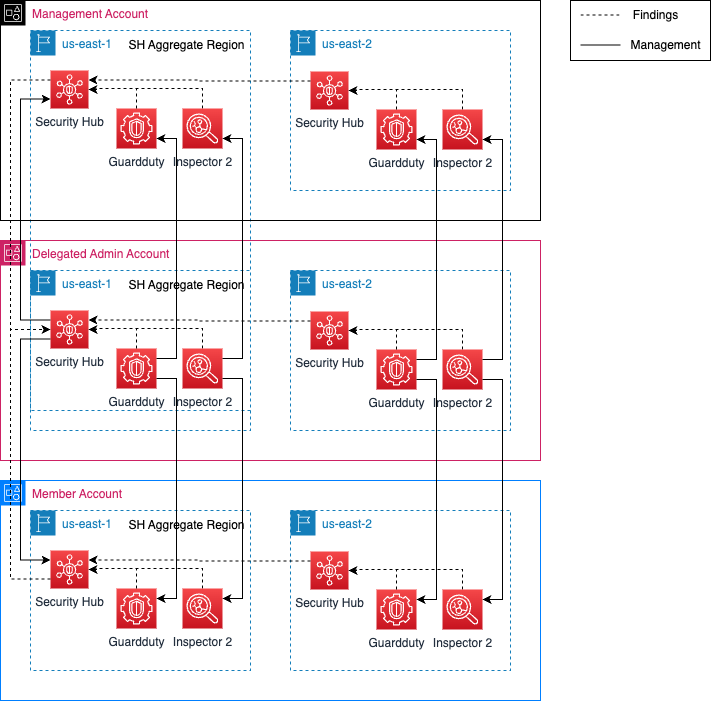 Management Account
Findings
Management
us-east-1 SH Aggregate Region
us-east-2
Security Hub
Security Hub
Guardduty Inspector 2
Guardduty Inspector 2
Delegated Admin Account
us-east-1 SH Aggregate Region
us-east-2
Security Hub
Security Hub
Guardduty Inspector 2
Guardduty Inspector 2
Member Account
us-east-1 SH Aggregate Region
us-east-2
Security Hub
Security Hub
Guardduty Inspector 2
Guardduty Inspector 2